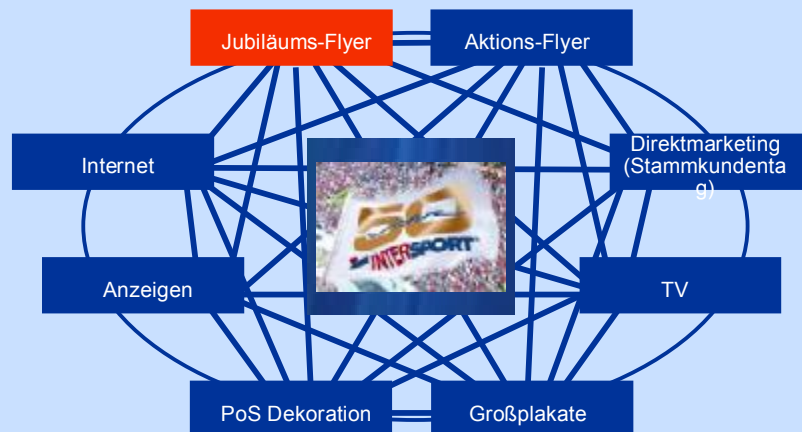 Jubiläums-Flyer
Aktions-Flyer
Internet
Direktmarketing
(Stammkundenta
g)
50
INTERSPORT
Anzeigen
TV
PoS Dekoration
Großplakate